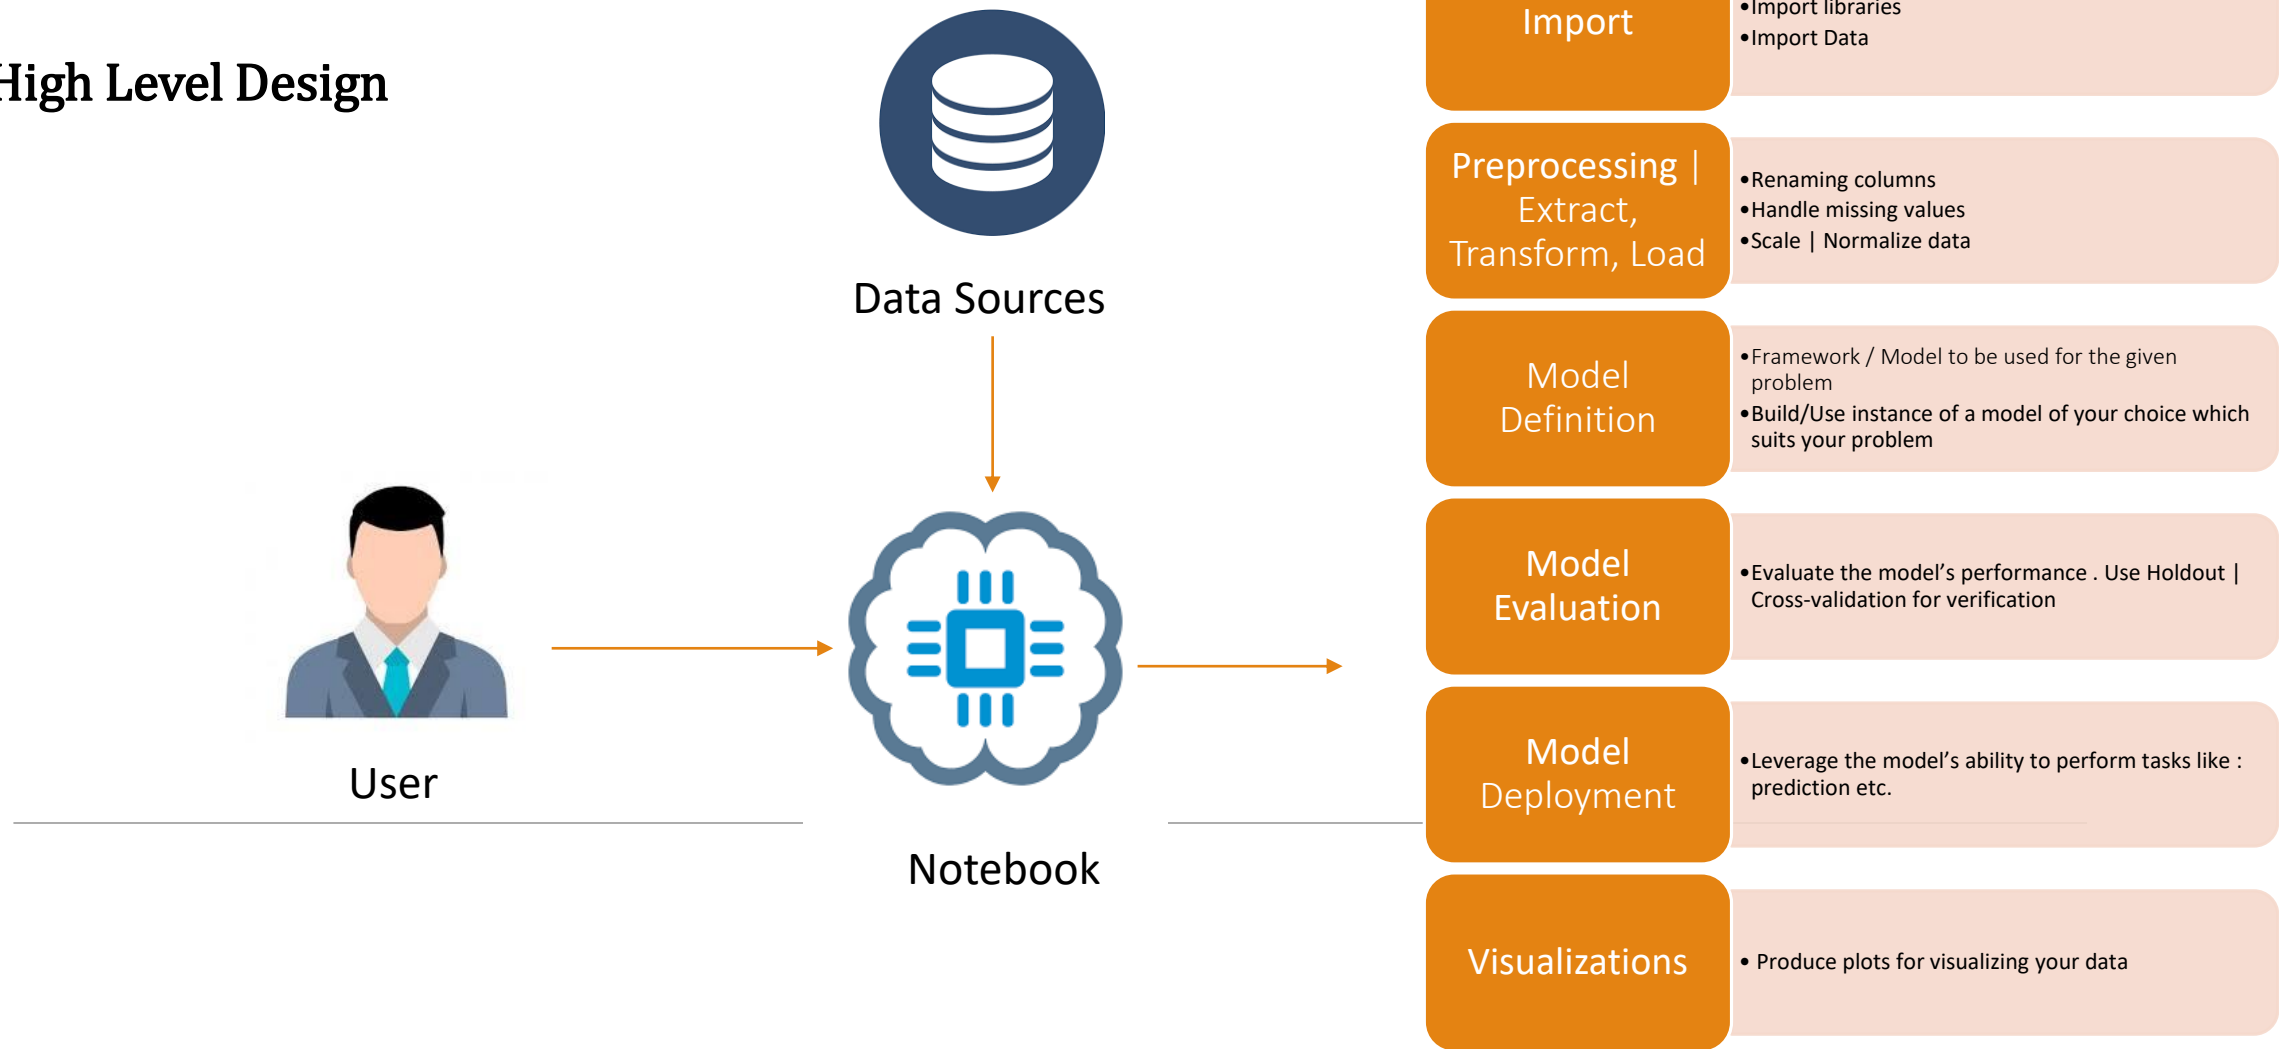 High Level Design
Data Sources
User
Notebook
Import
•Import libraries
•Import Data
Preprocessing |
Extract,
Transform, Load
•Renaming columns
•Handle missing values
•Scale | Normalize data
Model
Definition
•Framework / Model to be used for the given
problem
•Build/Use instance of a model of your choice which
suits your problem
Model
Evaluation
•Evaluate the model’s performance . Use Holdout |
Cross-validation for verification
Model
Deployment
•Leverage the model’s ability to perform tasks like :
prediction etc.
Visualizations
• Produce plots for visualizing your data